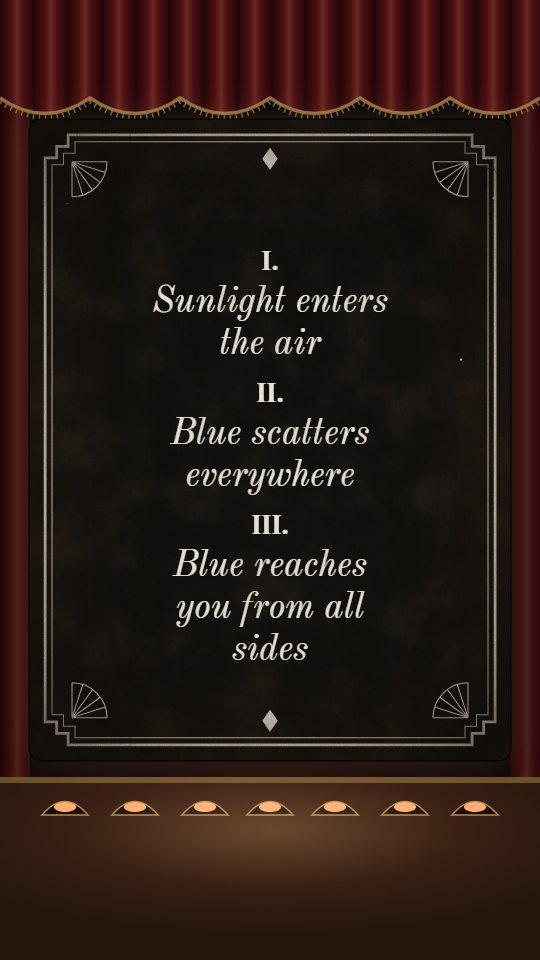 I.
Sunlight enters
the air
II.
Blue scatters
everywhere
III.
Blue reaches
you from all
sides